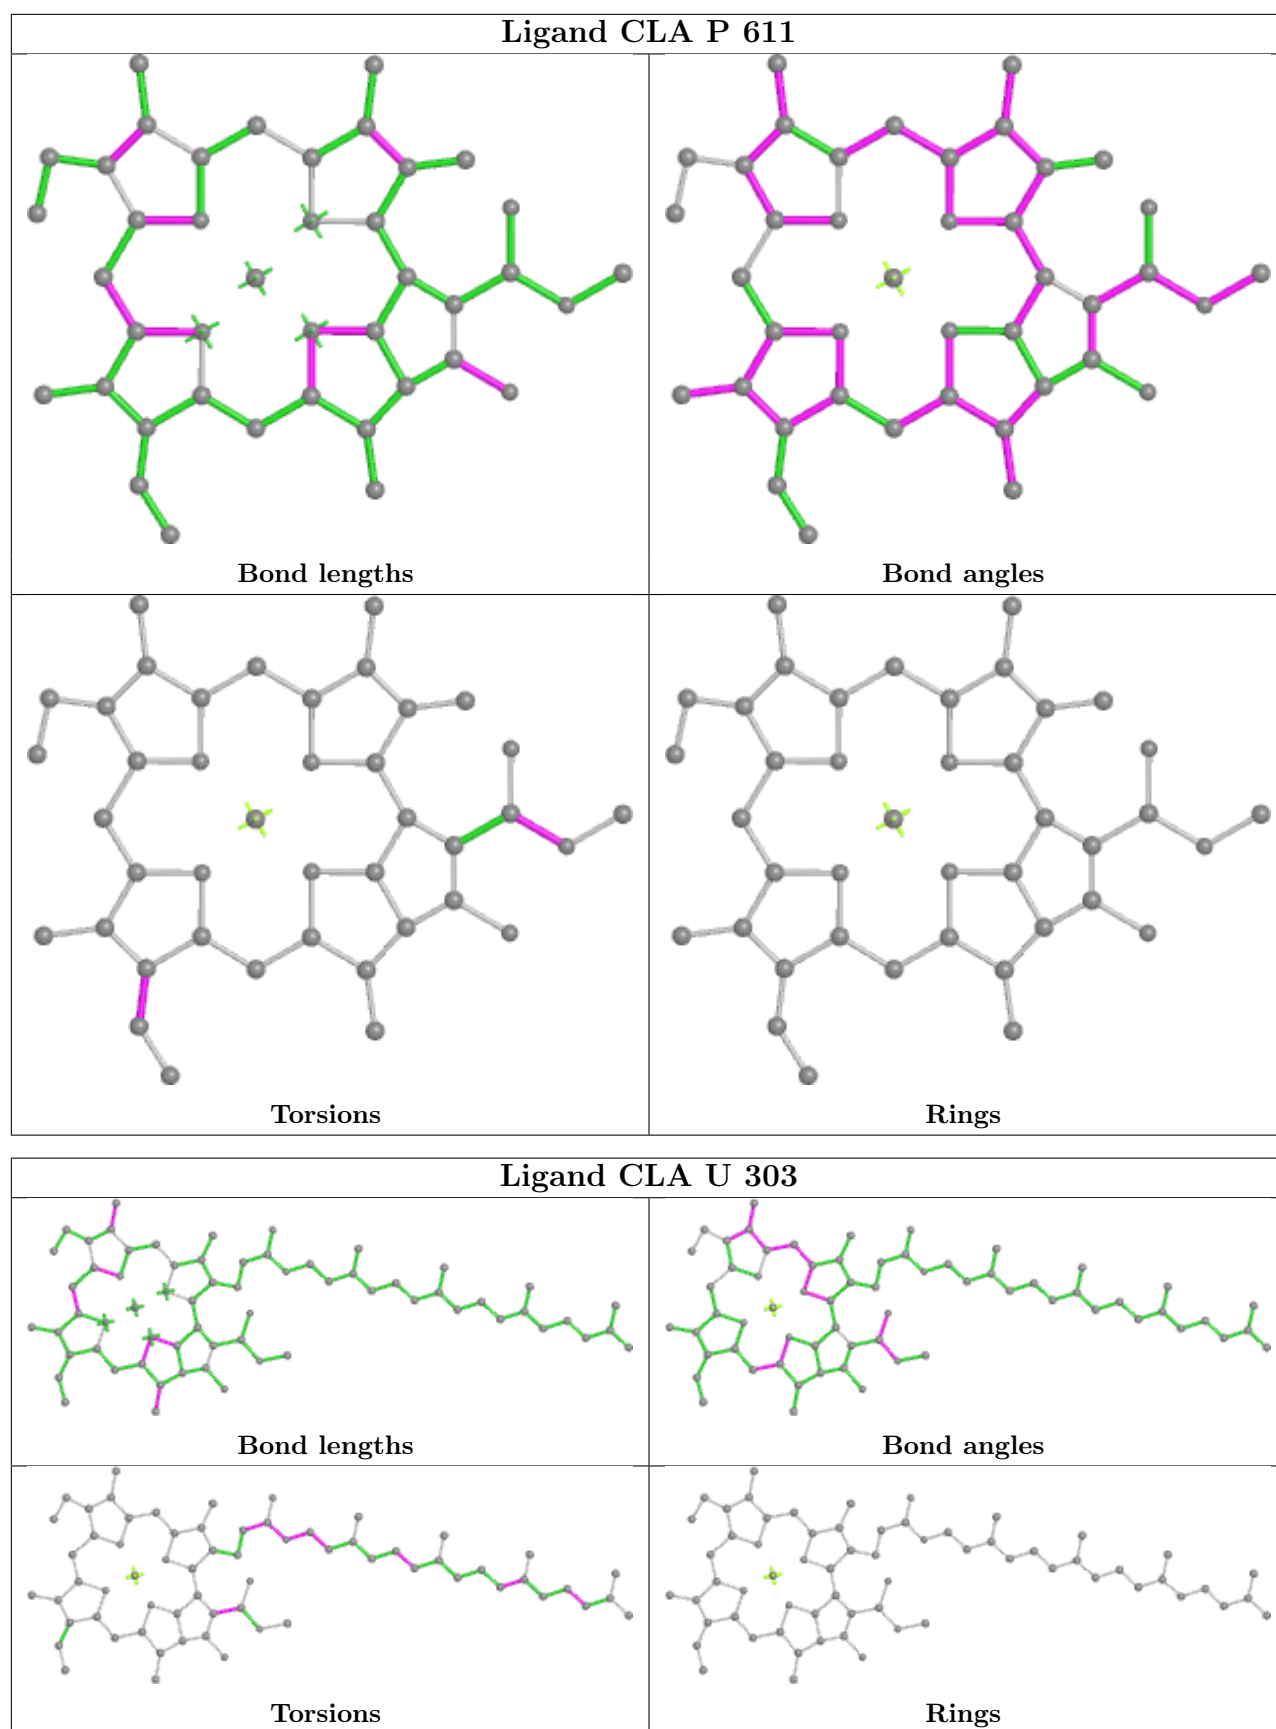 Ligand CLA P 611
Bond lengths
Bond angles
Torsions
Rings
Ligand CLA U 303
Bond lengths
Bond angles
Torsions
Rings